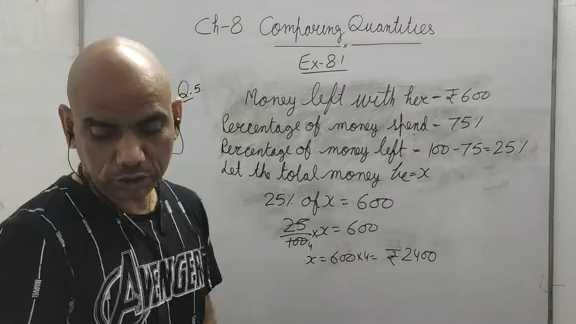 Ch-8 Comparing Quantities
Ex-8.1
Q.5
Money left with her = ₹600
Percentage of money spend = 75%
Percentage of money left = 100-75=25%
Let the total money be=x
25% of x = 600
25/100 4 × x = 600
x = 600×4= ₹2400
AVENGERS